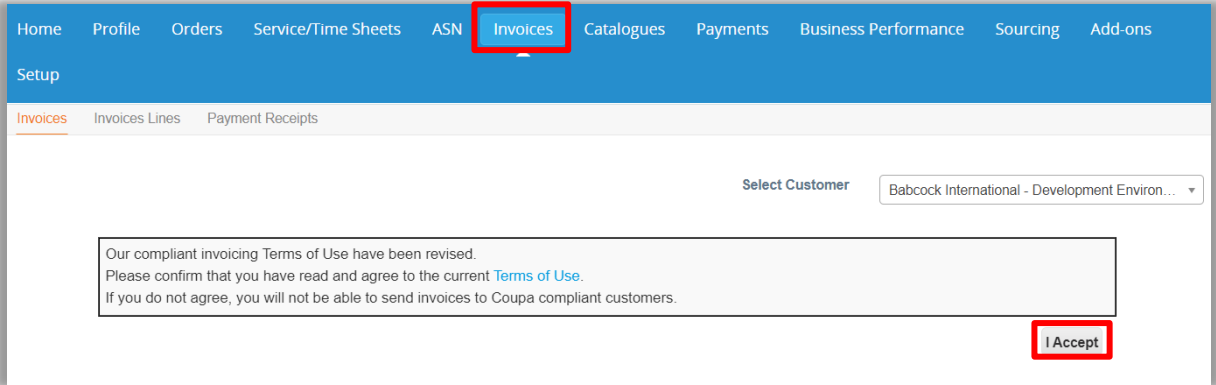 Home Profile Orders Service/Time Sheets ASN Invoices Catalogues Payments Business Performance Sourcing Add-ons
Setup
Invoices Invoices Lines Payment Receipts
Select Customer Babcock International - Development Environ...
Our compliant invoicing Terms of Use have been revised.
Please confirm that you have read and agree to the current Terms of Use.
If you do not agree, you will not be able to send invoices to Coupa compliant customers.
I Accept